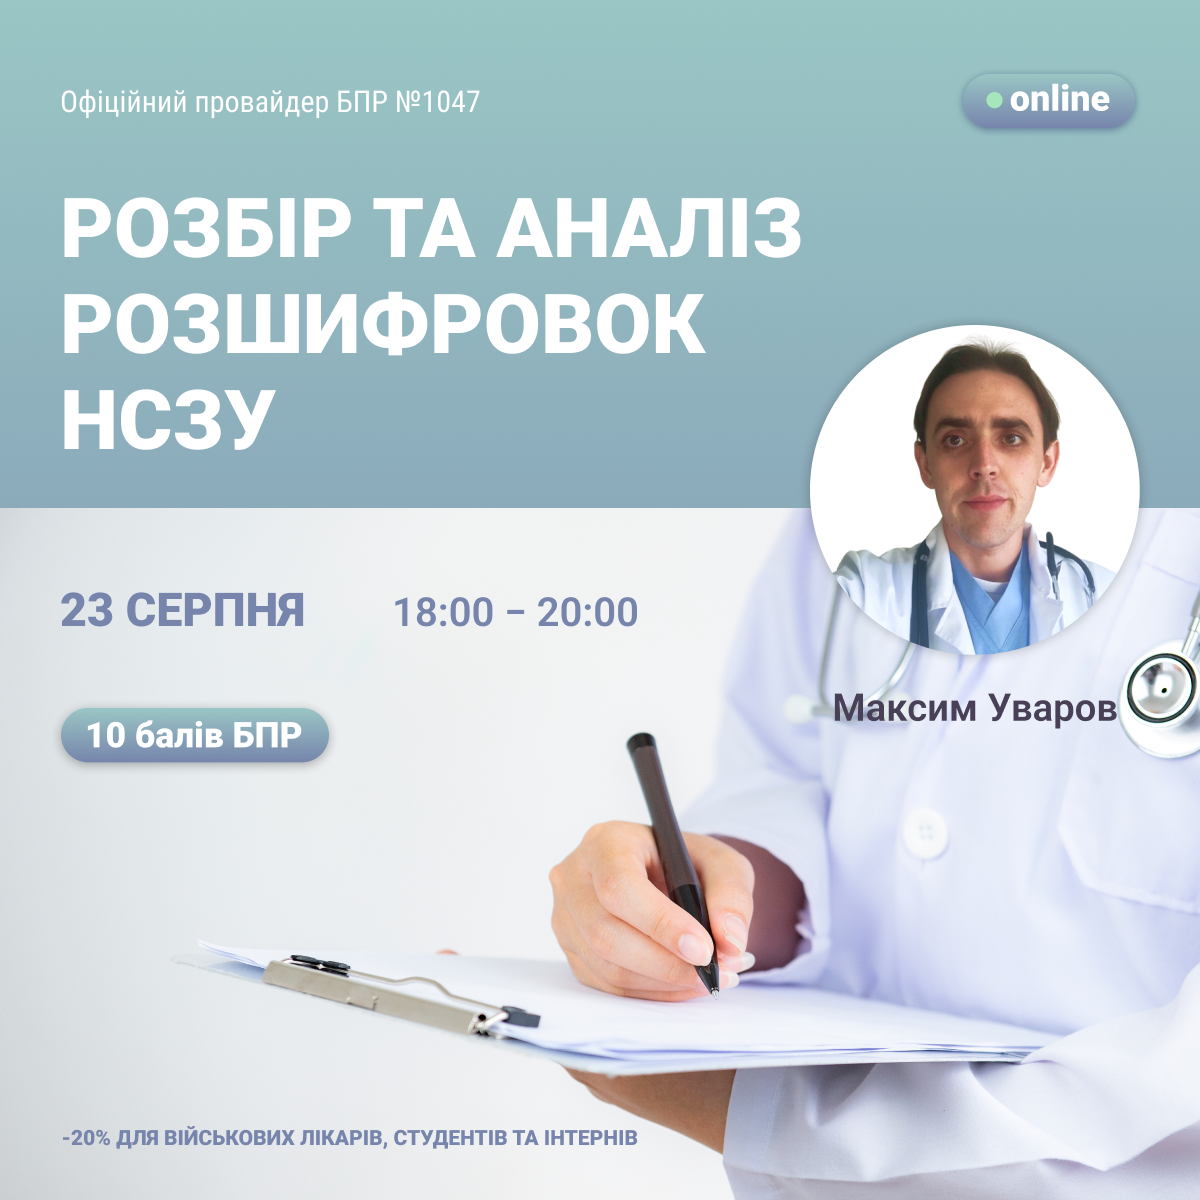 Офіційний провайдер БПР №1047
online
РОЗБІР ТА АНАЛІЗ
РОЗШИФРОВОК
НСЗУ
23 СЕРПНЯ
18:00 – 20:00
Максим Уваров
10 балів БПР
-20% ДЛЯ ВІЙСЬКОВИХ ЛІКАРІВ, СТУДЕНТІВ ТА ІНТЕРНІВ